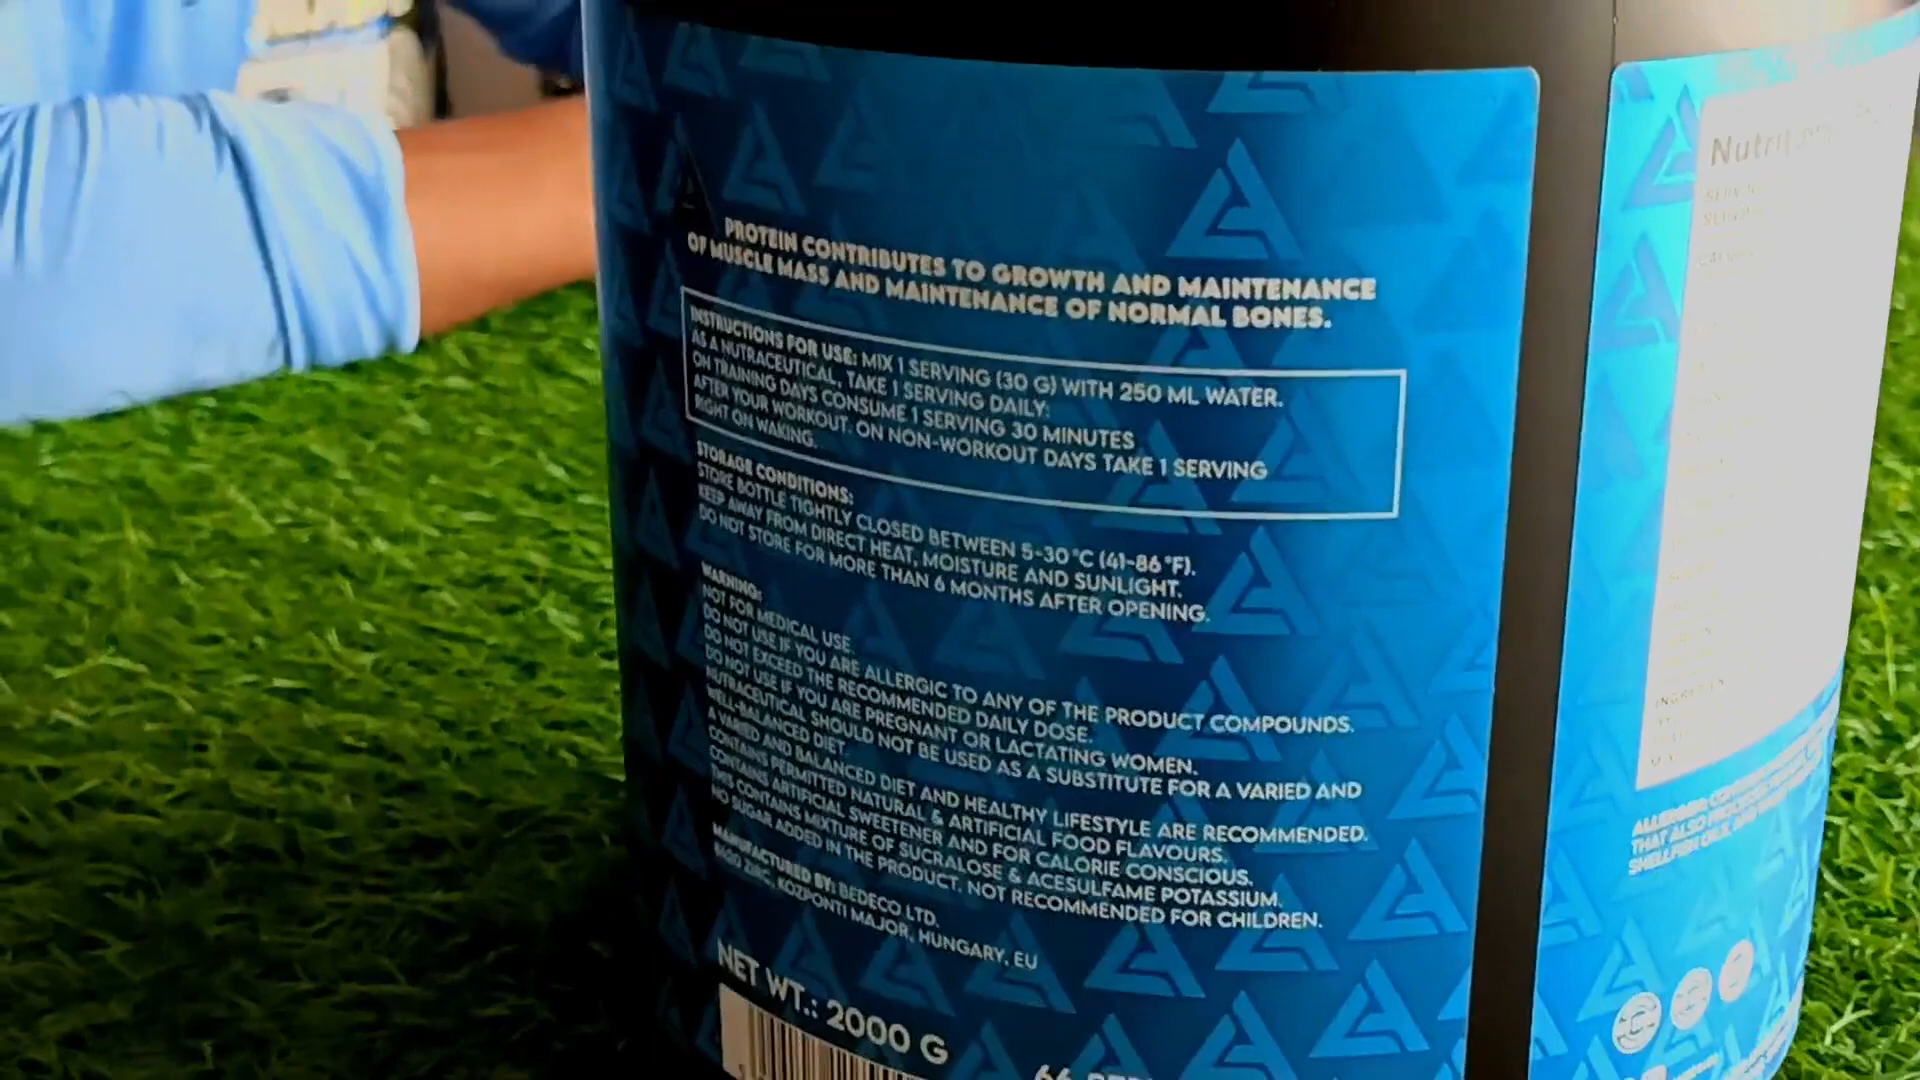 PROTEIN CONTRIBUTES TO GROWTH AND MAINTENANCE
OF MUSCLE MASS AND MAINTENANCE OF NORMAL BONES.
INSTRUCTIONS FOR USE: MIX 1 SERVING (30 G) WITH 250 ML WATER.
AS A NUTRACEUTICAL, TAKE 1 SERVING DAILY:
ON TRAINING DAYS CONSUME 1 SERVING 30 MINUTES
AFTER YOUR WORKOUT. ON NON-WORKOUT DAYS TAKE 1 SERVING
RIGHT ON WAKING.
STORAGE CONDITIONS:
STORE BOTTLE TIGHTLY CLOSED BETWEEN 5-30 °C (41-86 °F).
KEEP AWAY FROM DIRECT HEAT, MOISTURE AND SUNLIGHT.
DO NOT STORE FOR MORE THAN 6 MONTHS AFTER OPENING.
WARNING:
NOT FOR MEDICAL USE.
DO NOT USE IF YOU ARE ALLERGIC TO ANY OF THE PRODUCT COMPOUNDS.
DO NOT EXCEED THE RECOMMENDED DAILY DOSE.
DO NOT USE IF YOU ARE PREGNANT OR LACTATING WOMEN.
NUTRACEUTICAL SHOULD NOT BE USED AS A SUBSTITUTE FOR A VARIED AND
WELL-BALANCED DIET.
A VARIED AND BALANCED DIET AND HEALTHY LIFESTYLE ARE RECOMMENDED.
CONTAINS PERMITTED NATURAL & ARTIFICIAL FOOD FLAVOURS.
CONTAINS ARTIFICIAL SWEETENER AND FOR CALORIE CONSCIOUS.
THIS CONTAINS MIXTURE OF SUCRALOSE & ACESULFAME POTASSIUM.
NO SUGAR ADDED IN THE PRODUCT. NOT RECOMMENDED FOR CHILDREN.
MANUFACTURED BY: BEDECO LTD.
ZIRC, KOZPONTI MAJOR, HUNGARY, EU
NET WT.: 2000 G
66
ALLERGEN:
THAT ALSO
SHELLFISH